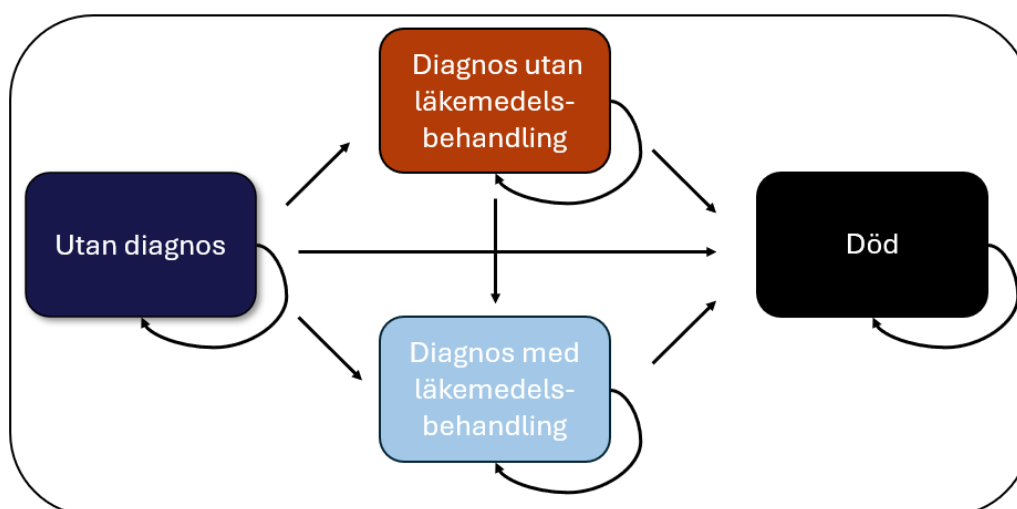 Diagnos utan
läkemedels-
behandling
Utan diagnos
Död
Diagnos med
läkemedels-
behandling